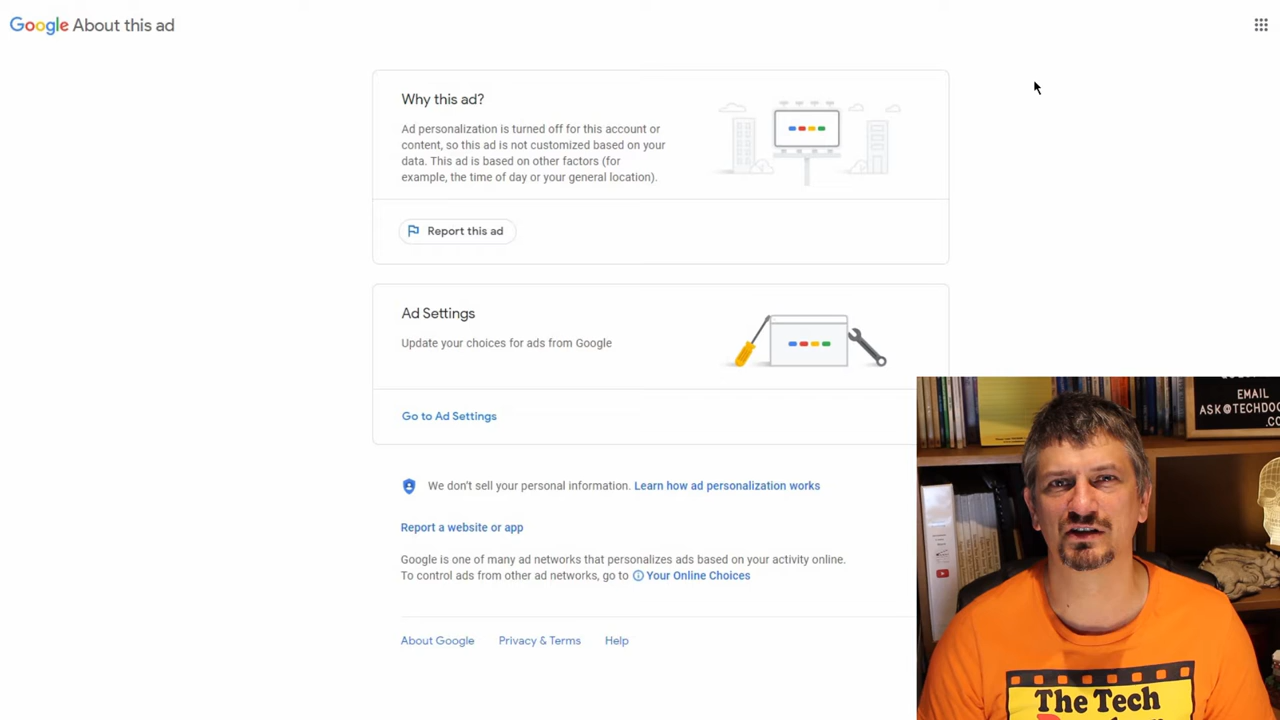 Google About this ad
Why this ad?
Ad personalization is turned off for this account or
content, so this ad is not customized based on your
data. This ad is based on other factors (for
example, the time of day or your general location).
Report this ad
Ad Settings
Update your choices for ads from Google
Go to Ad Settings
We don't sell your personal information. Learn how ad personalization works
Report a website or app
Google is one of many ad networks that personalizes ads based on your activity online.
To control ads from other ad networks, go to Your Online Choices
About Google Privacy & Terms Help
EMAIL
ASK@TECHDOC
.CO
The Tech